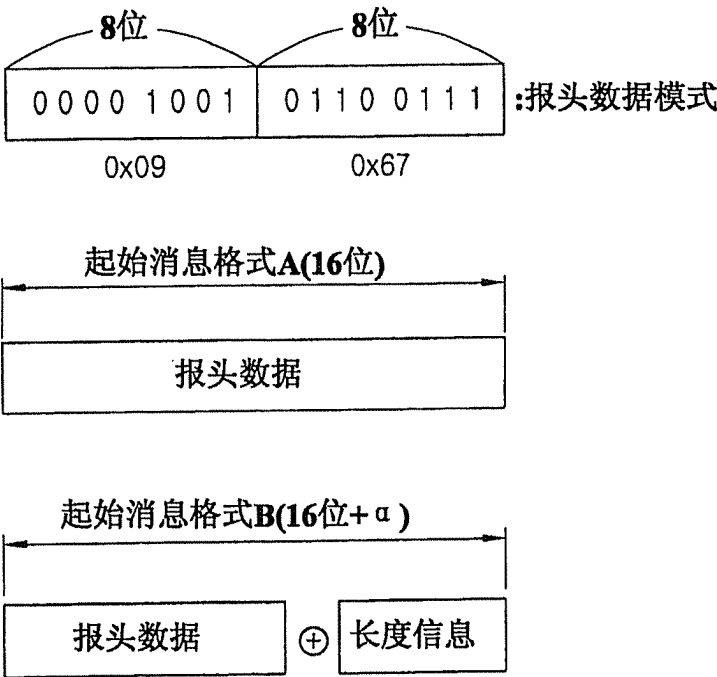 8位 8位
0000 1001 0110 0111 :报头数据模式
0x09 0x67
起始消息格式A(16位)
报头数据
起始消息格式B(16位+α)
报头数据 ⊕ 长度信息